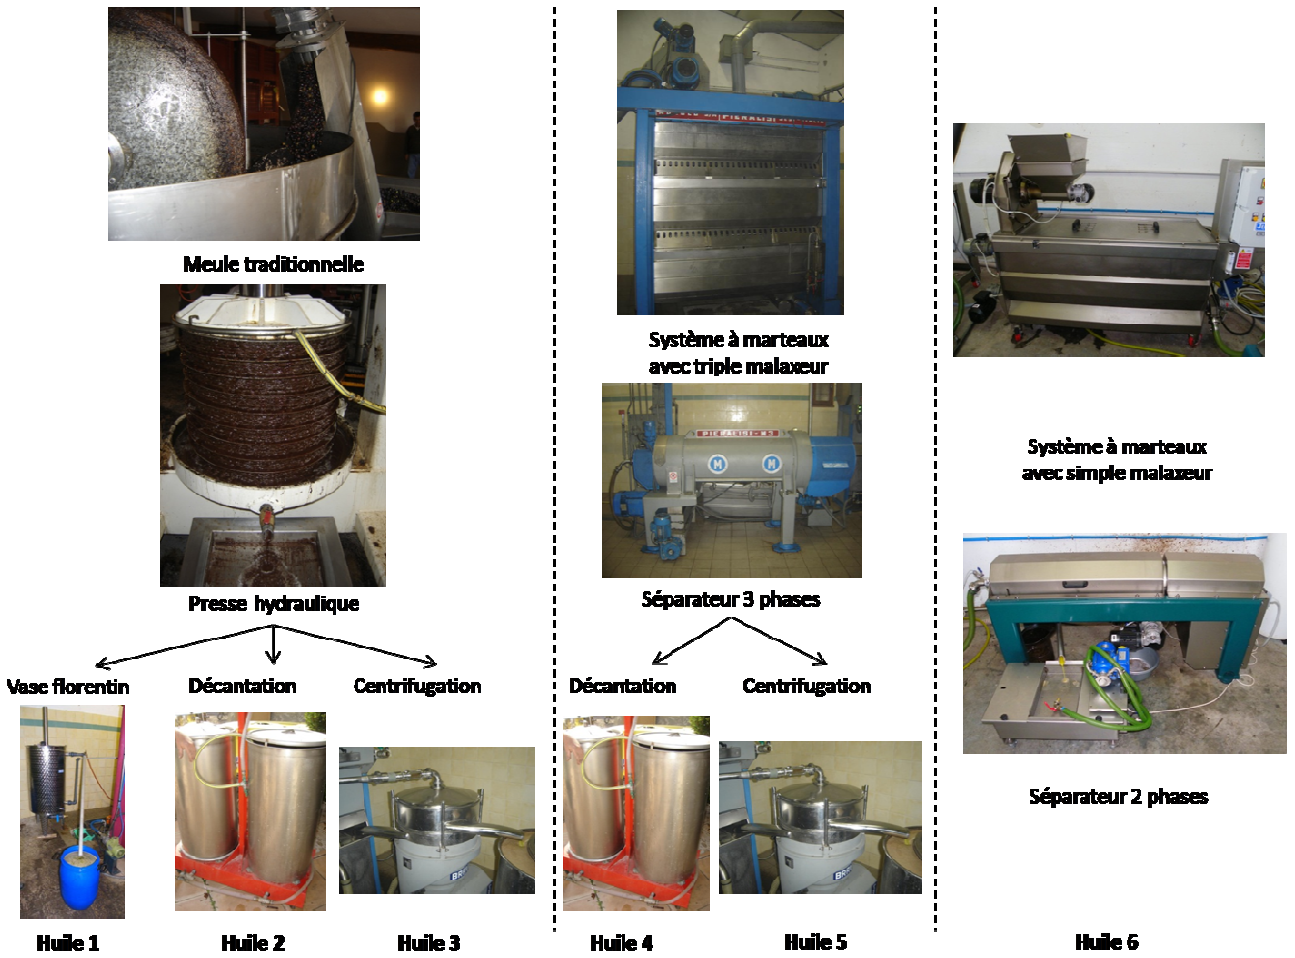 PIERALISI
Meule traditionnelle
Système à marteaux
avec triple malaxeur
PIERALISI
M M
Système à marteaux
avec simple malaxeur
Presse hydraulique
Séparateur 3 phases
Vase florentin
Décantation
Centrifugation
Décantation
Centrifugation
Séparateur 2 phases
Huile 1
Huile 2
Huile 3
Huile 4
Huile 5
Huile 6